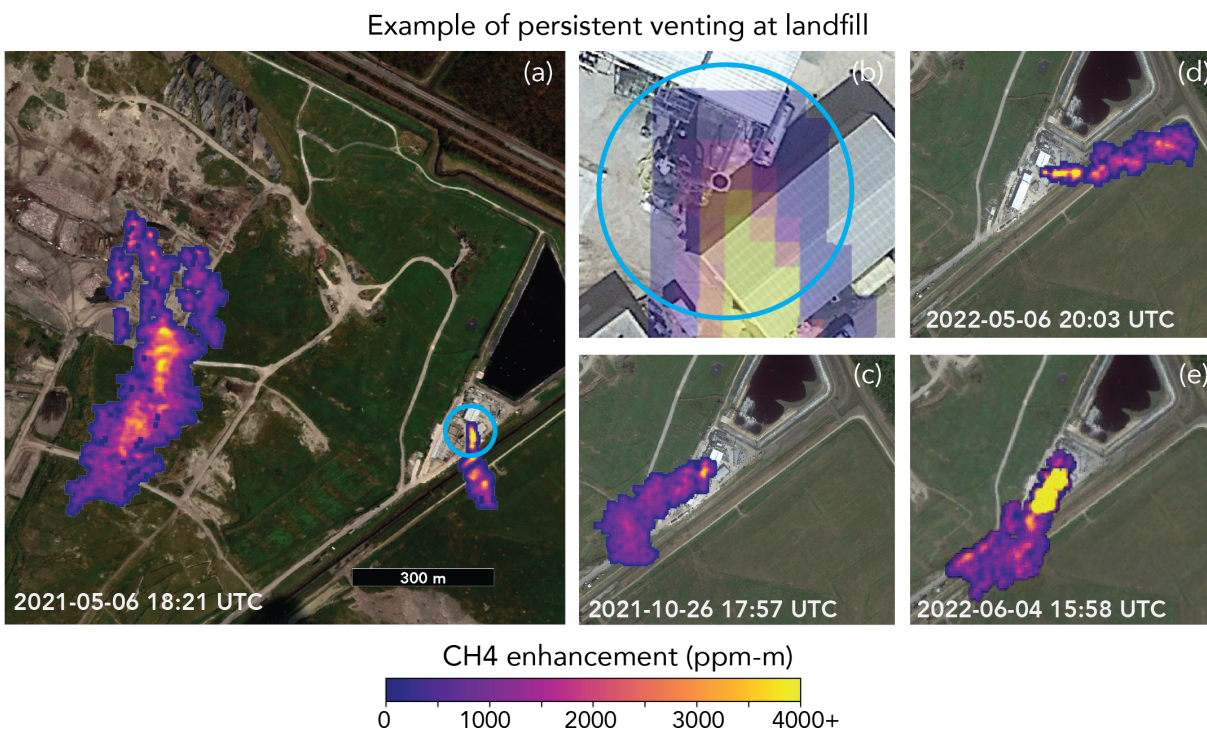 Example of persistent venting at landfill
(a)
300 m
2021-05-06 18:21 UTC
(b)
(c)
2021-10-26 17:57 UTC
(d)
2022-05-06 20:03 UTC
(e)
2022-06-04 15:58 UTC
CH4 enhancement (ppm-m)
0 1000 2000 3000 4000+